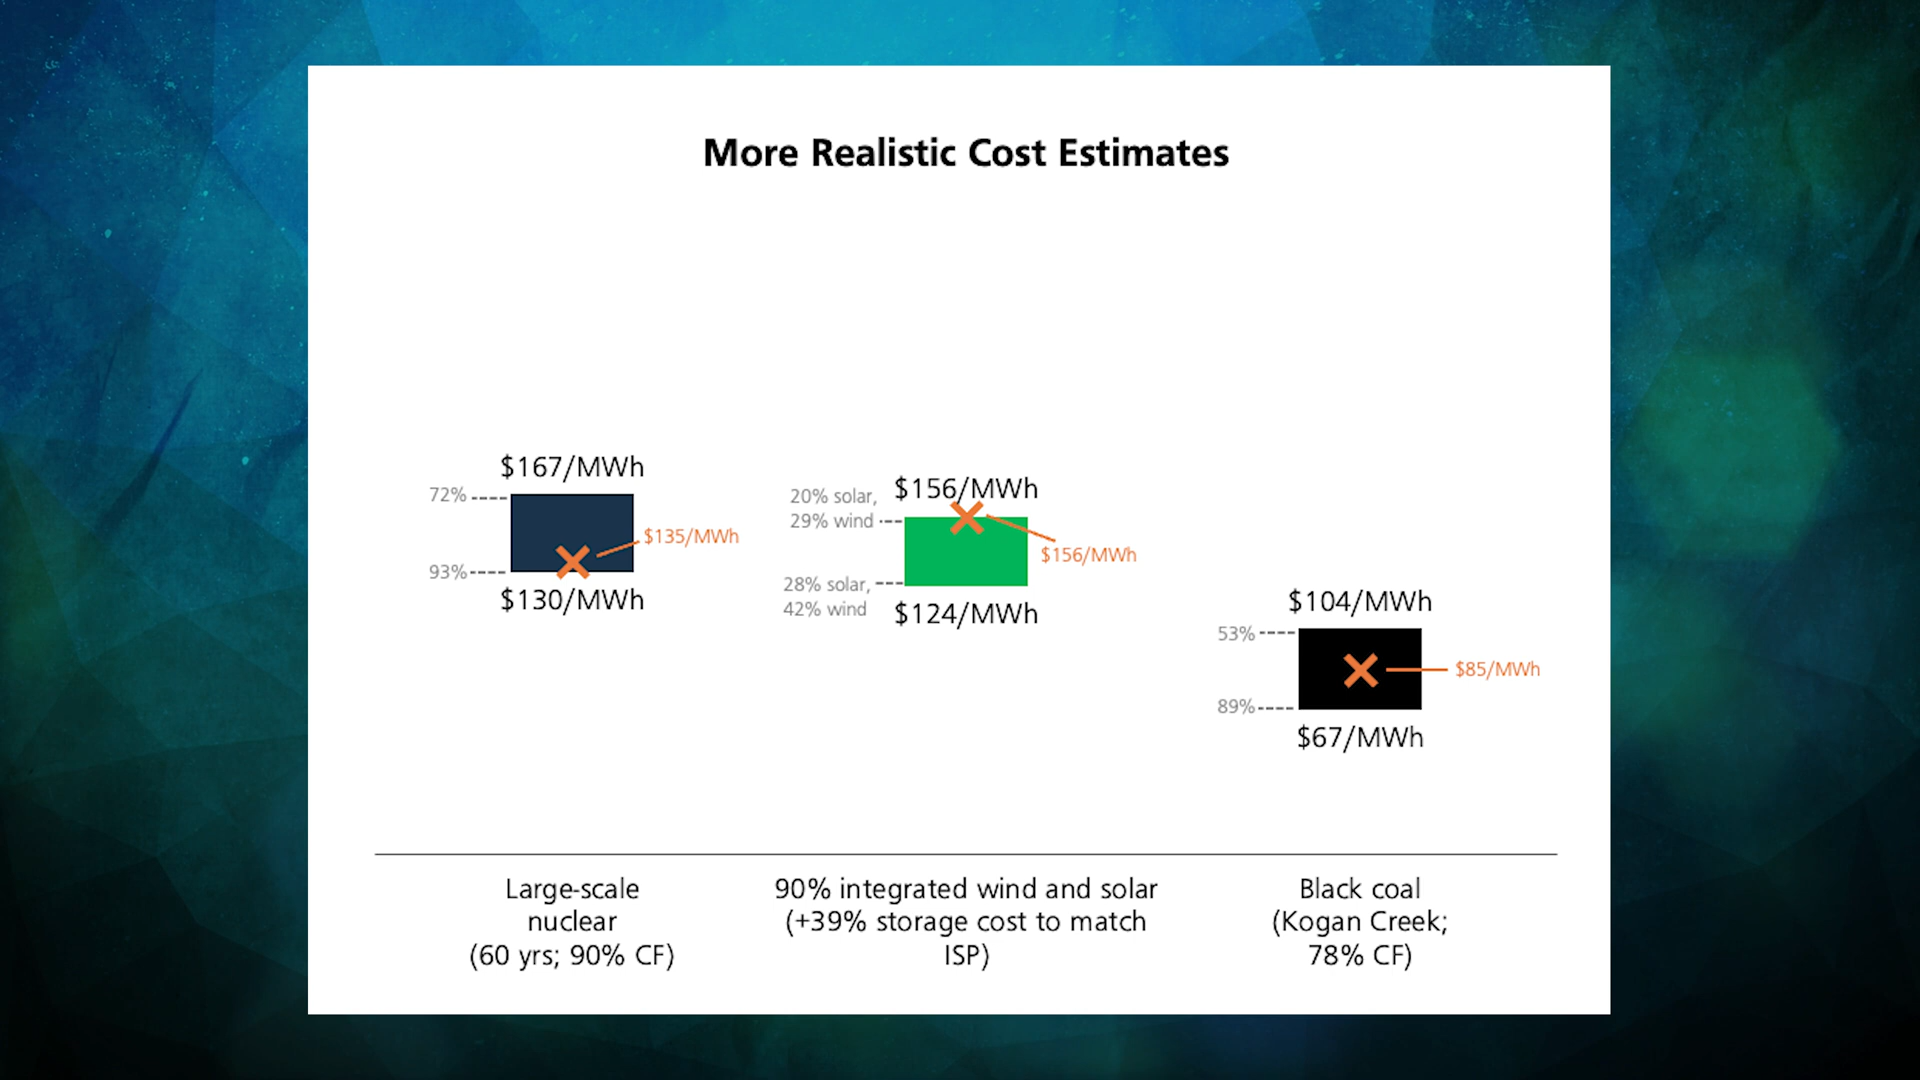 More Realistic Cost Estimates
$167/MWh
72%
$135/MWh
93%
$130/MWh
20% solar,
29% wind
$156/MWh
$156/MWh
28% solar,
42% wind
$124/MWh
$104/MWh
53%
$85/MWh
89%
$67/MWh
Large-scale
nuclear
(60 yrs; 90% CF)
90% integrated wind and solar
(+39% storage cost to match
ISP)
Black coal
(Kogan Creek;
78% CF)